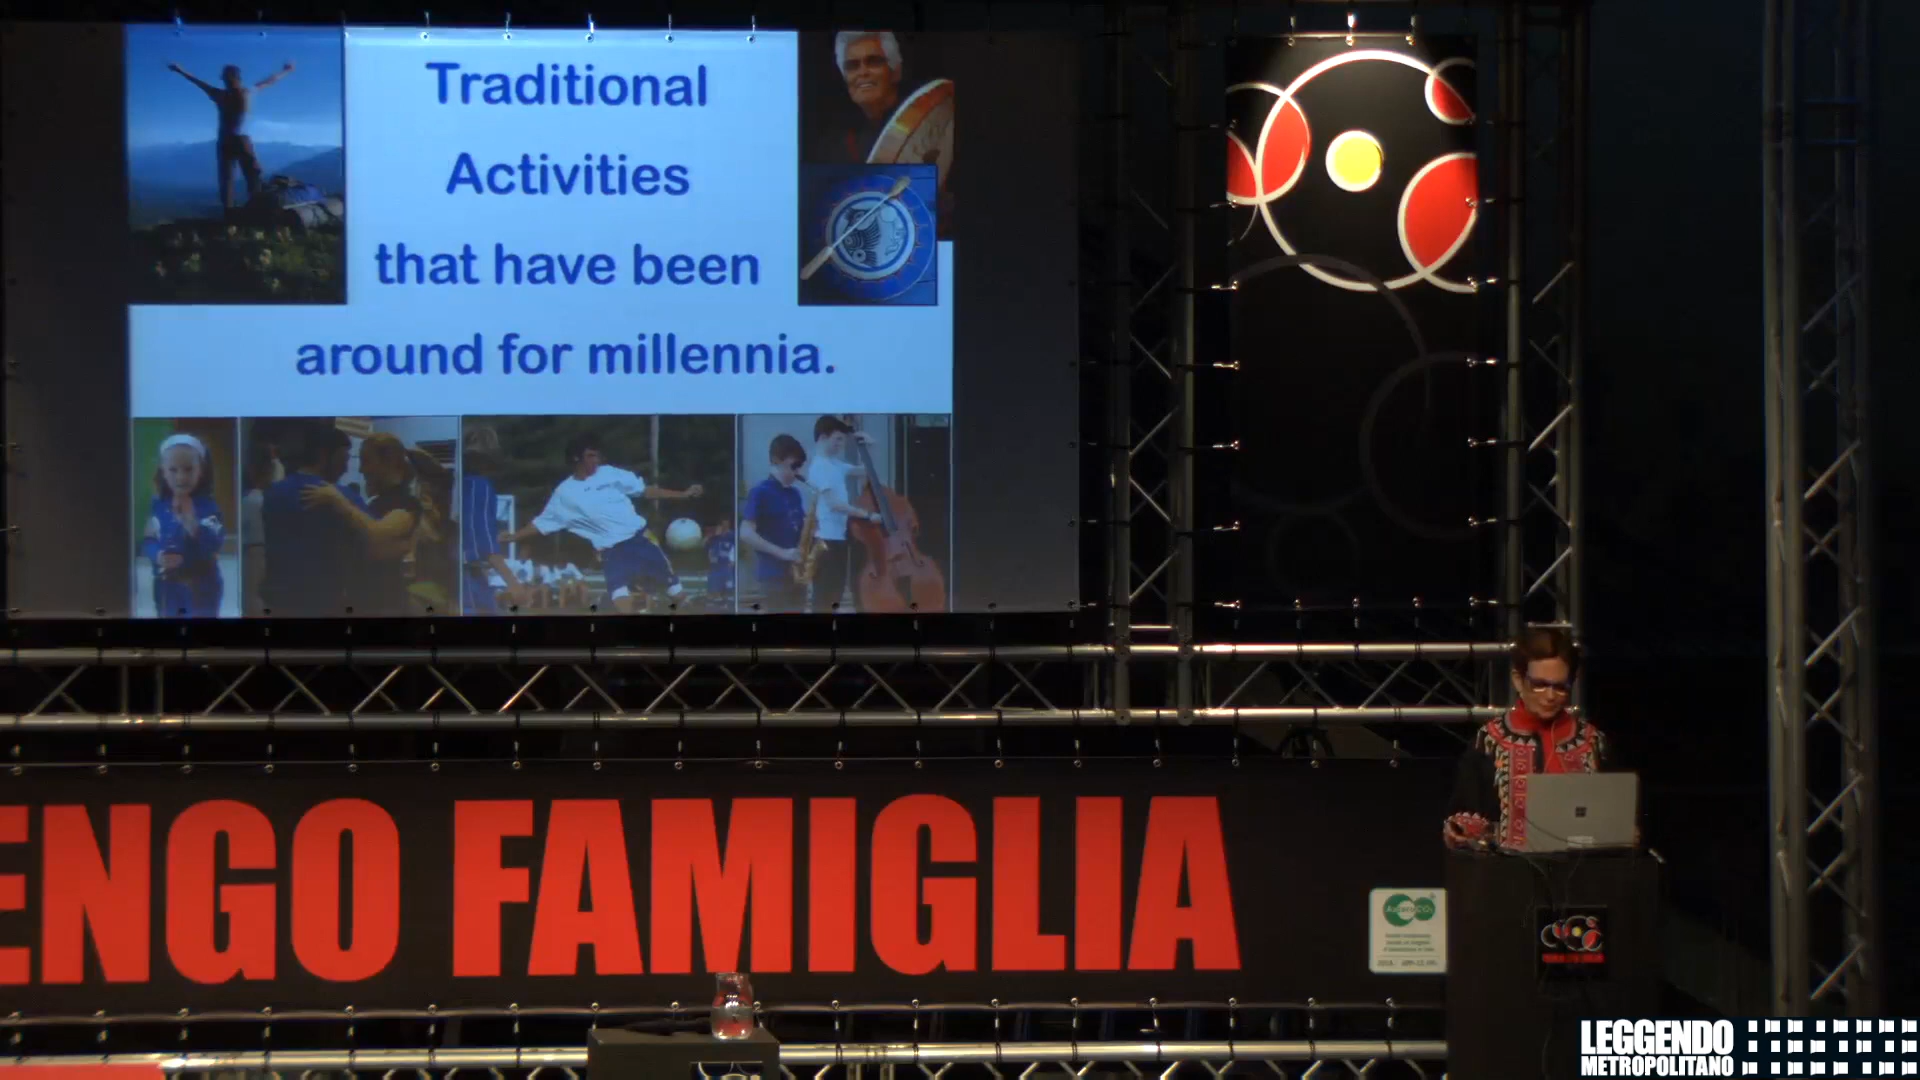 Traditional
Activities
that have been
around for millennia.
ENGO FAMIGLIA
LEGGENDO
METROPOLITANO